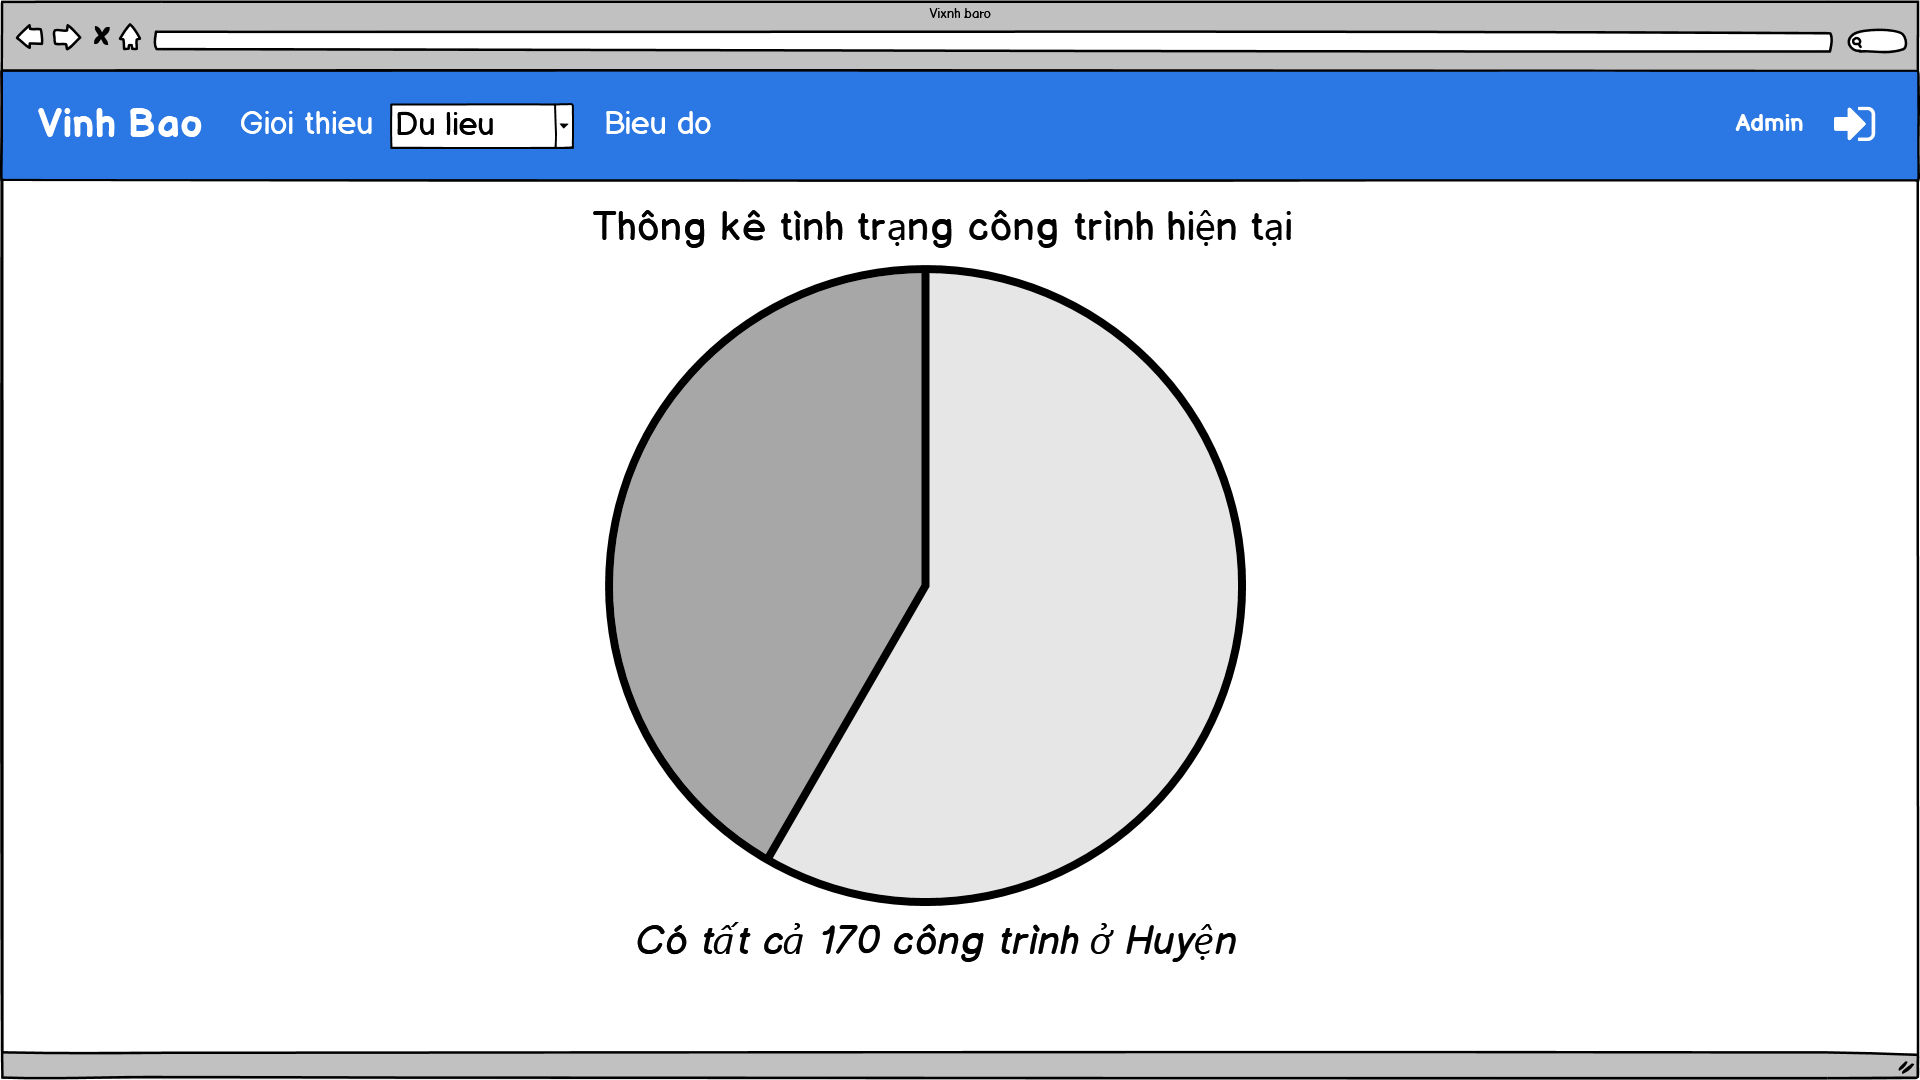 Vixnh baro
Vinh Bao Gioi thieu Du lieu Bieu do Admin
Thông kê tình trạng công trình hiện tại
Có tất cả 170 công trình ở Huyện